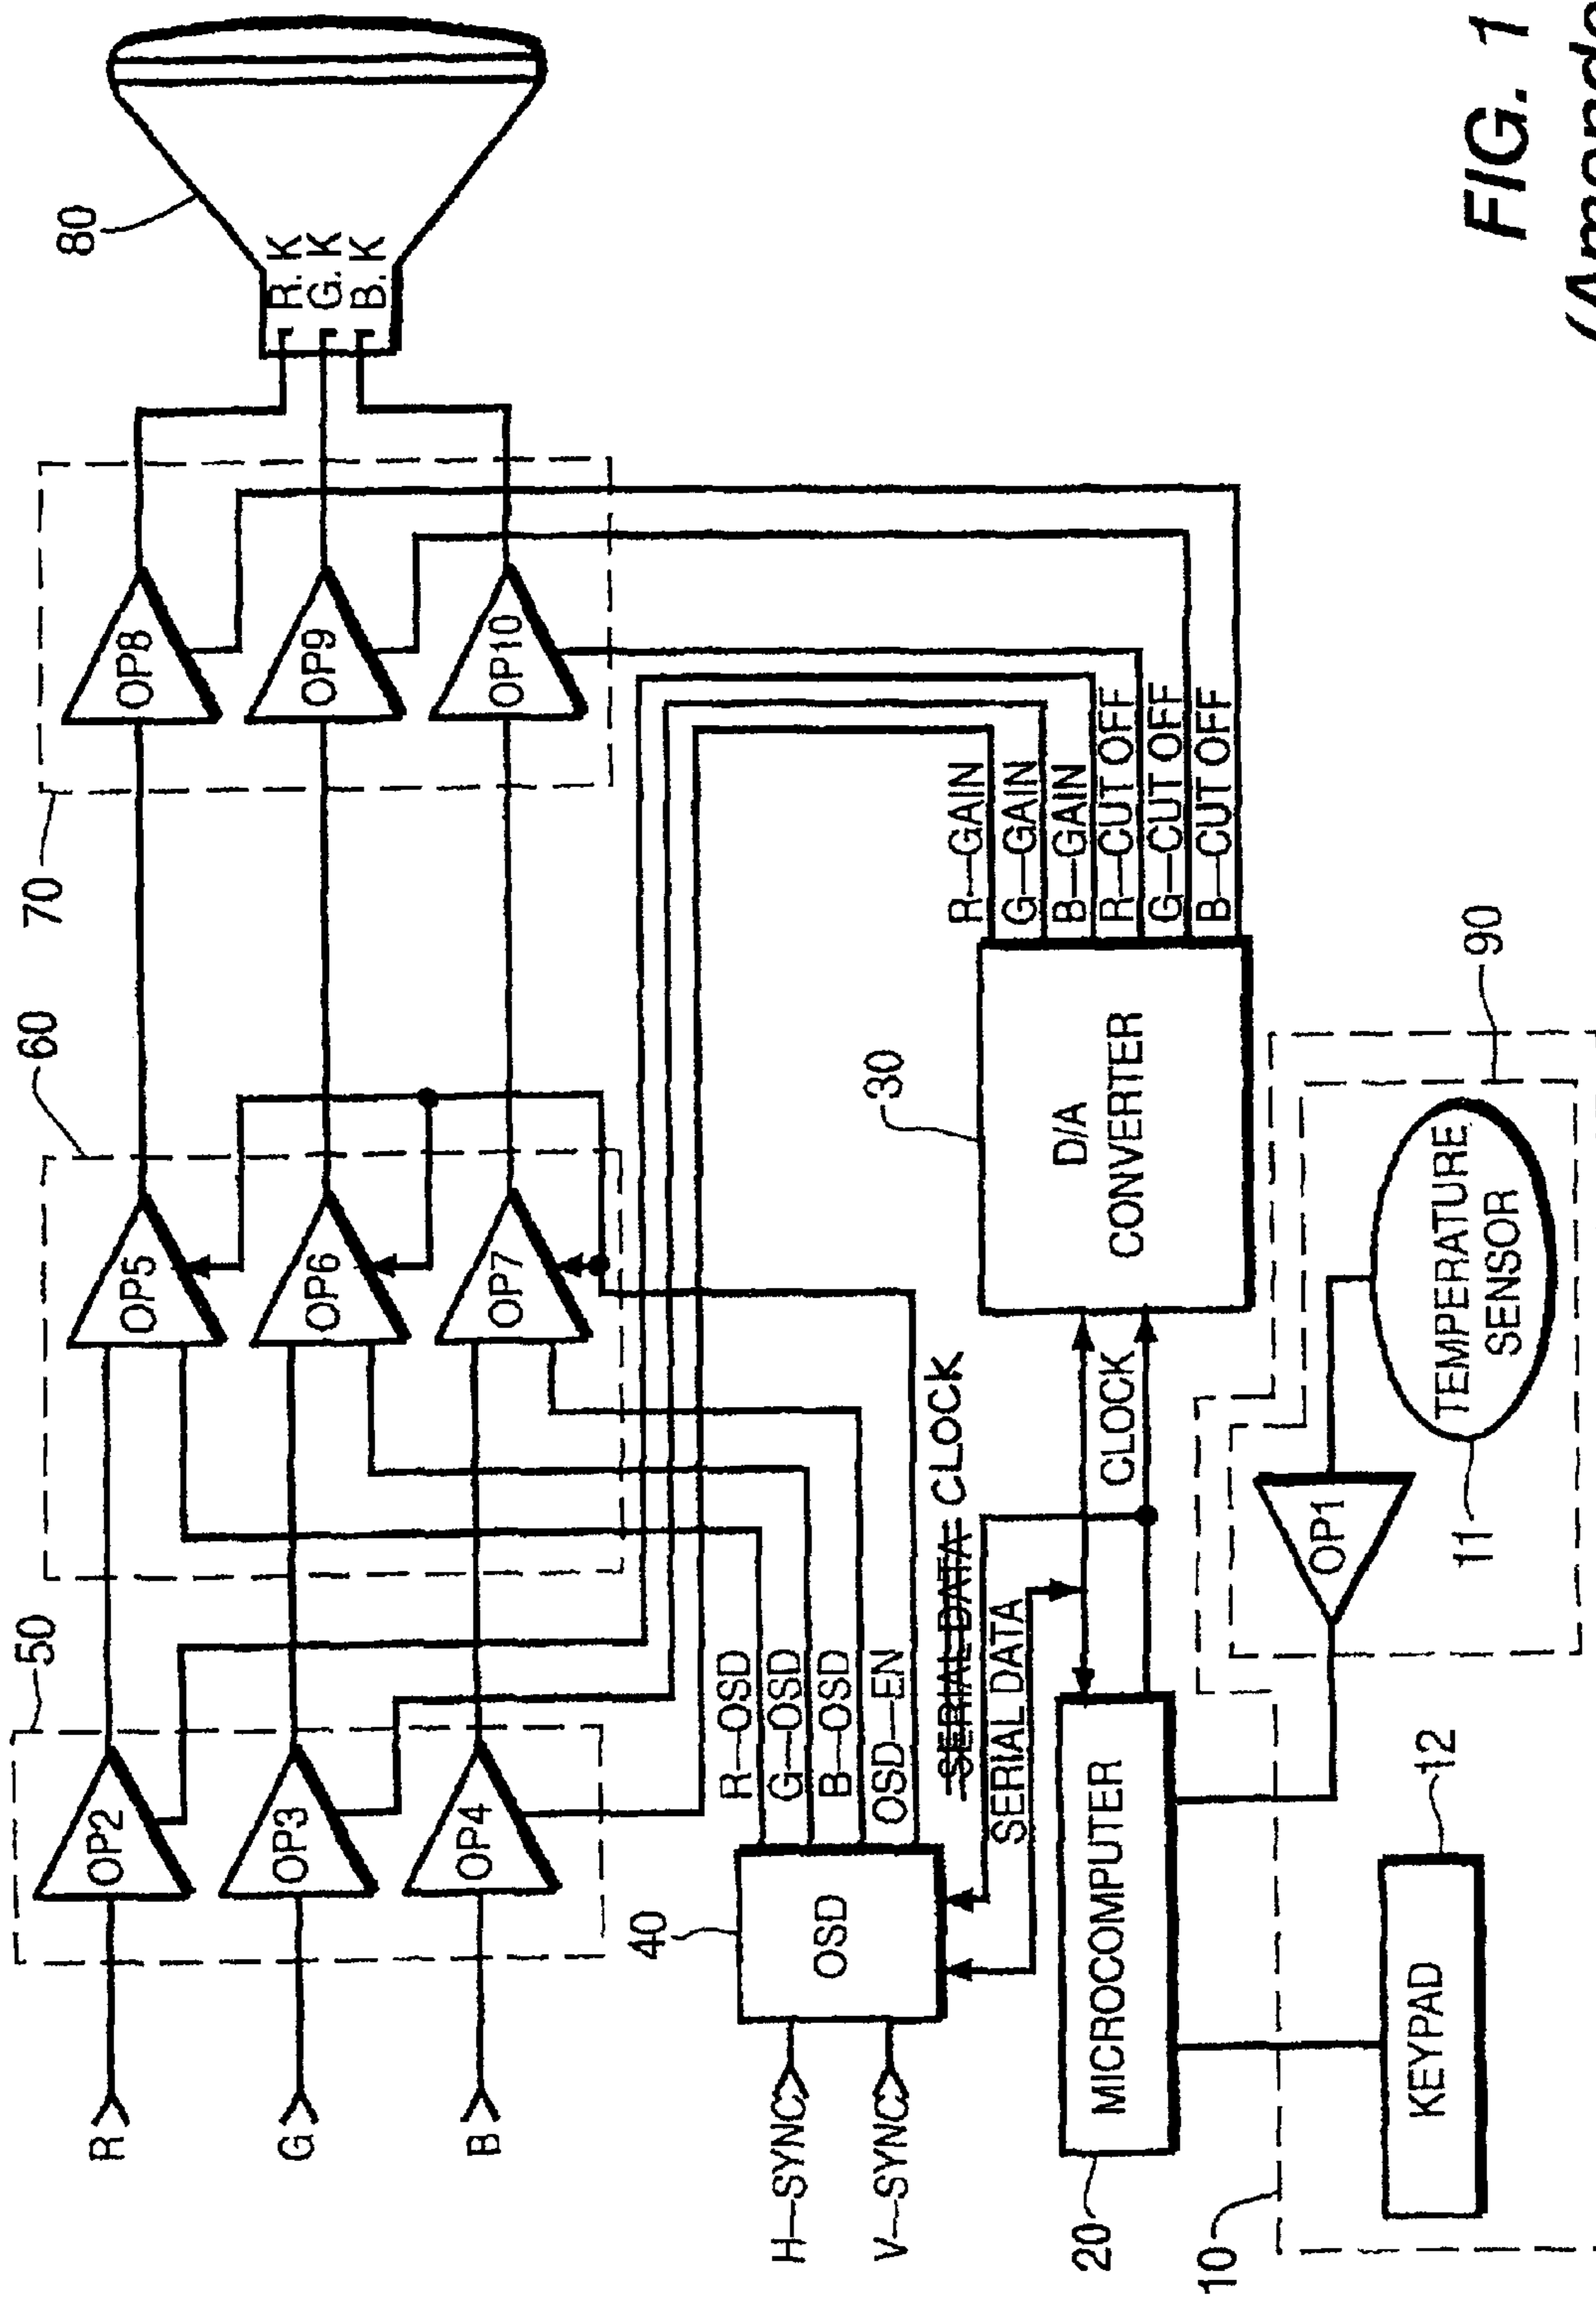 80
R. K
G. K
B. K
70
OP8
OP9
OP10
60
OP5
OP6
OP7
50
OP2
OP3
OP4
R
G
B
R—GAIN
G—GAIN
B—GAIN
R—CUT OFF
G—CUT OFF
B—CUT OFF
30
D/A
CONVERTER
R—OSD
G—OSD
B—OSD
OSD—EN
SERIAL DATA CLOCK
SERIAL DATA
CLOCK
40
OSD
H—SYNC
V—SYNC
20
MICROCOMPUTER
90
TEMPERATURE
SENSOR
11
OP1
10
12
KEYPAD
FIG. 1